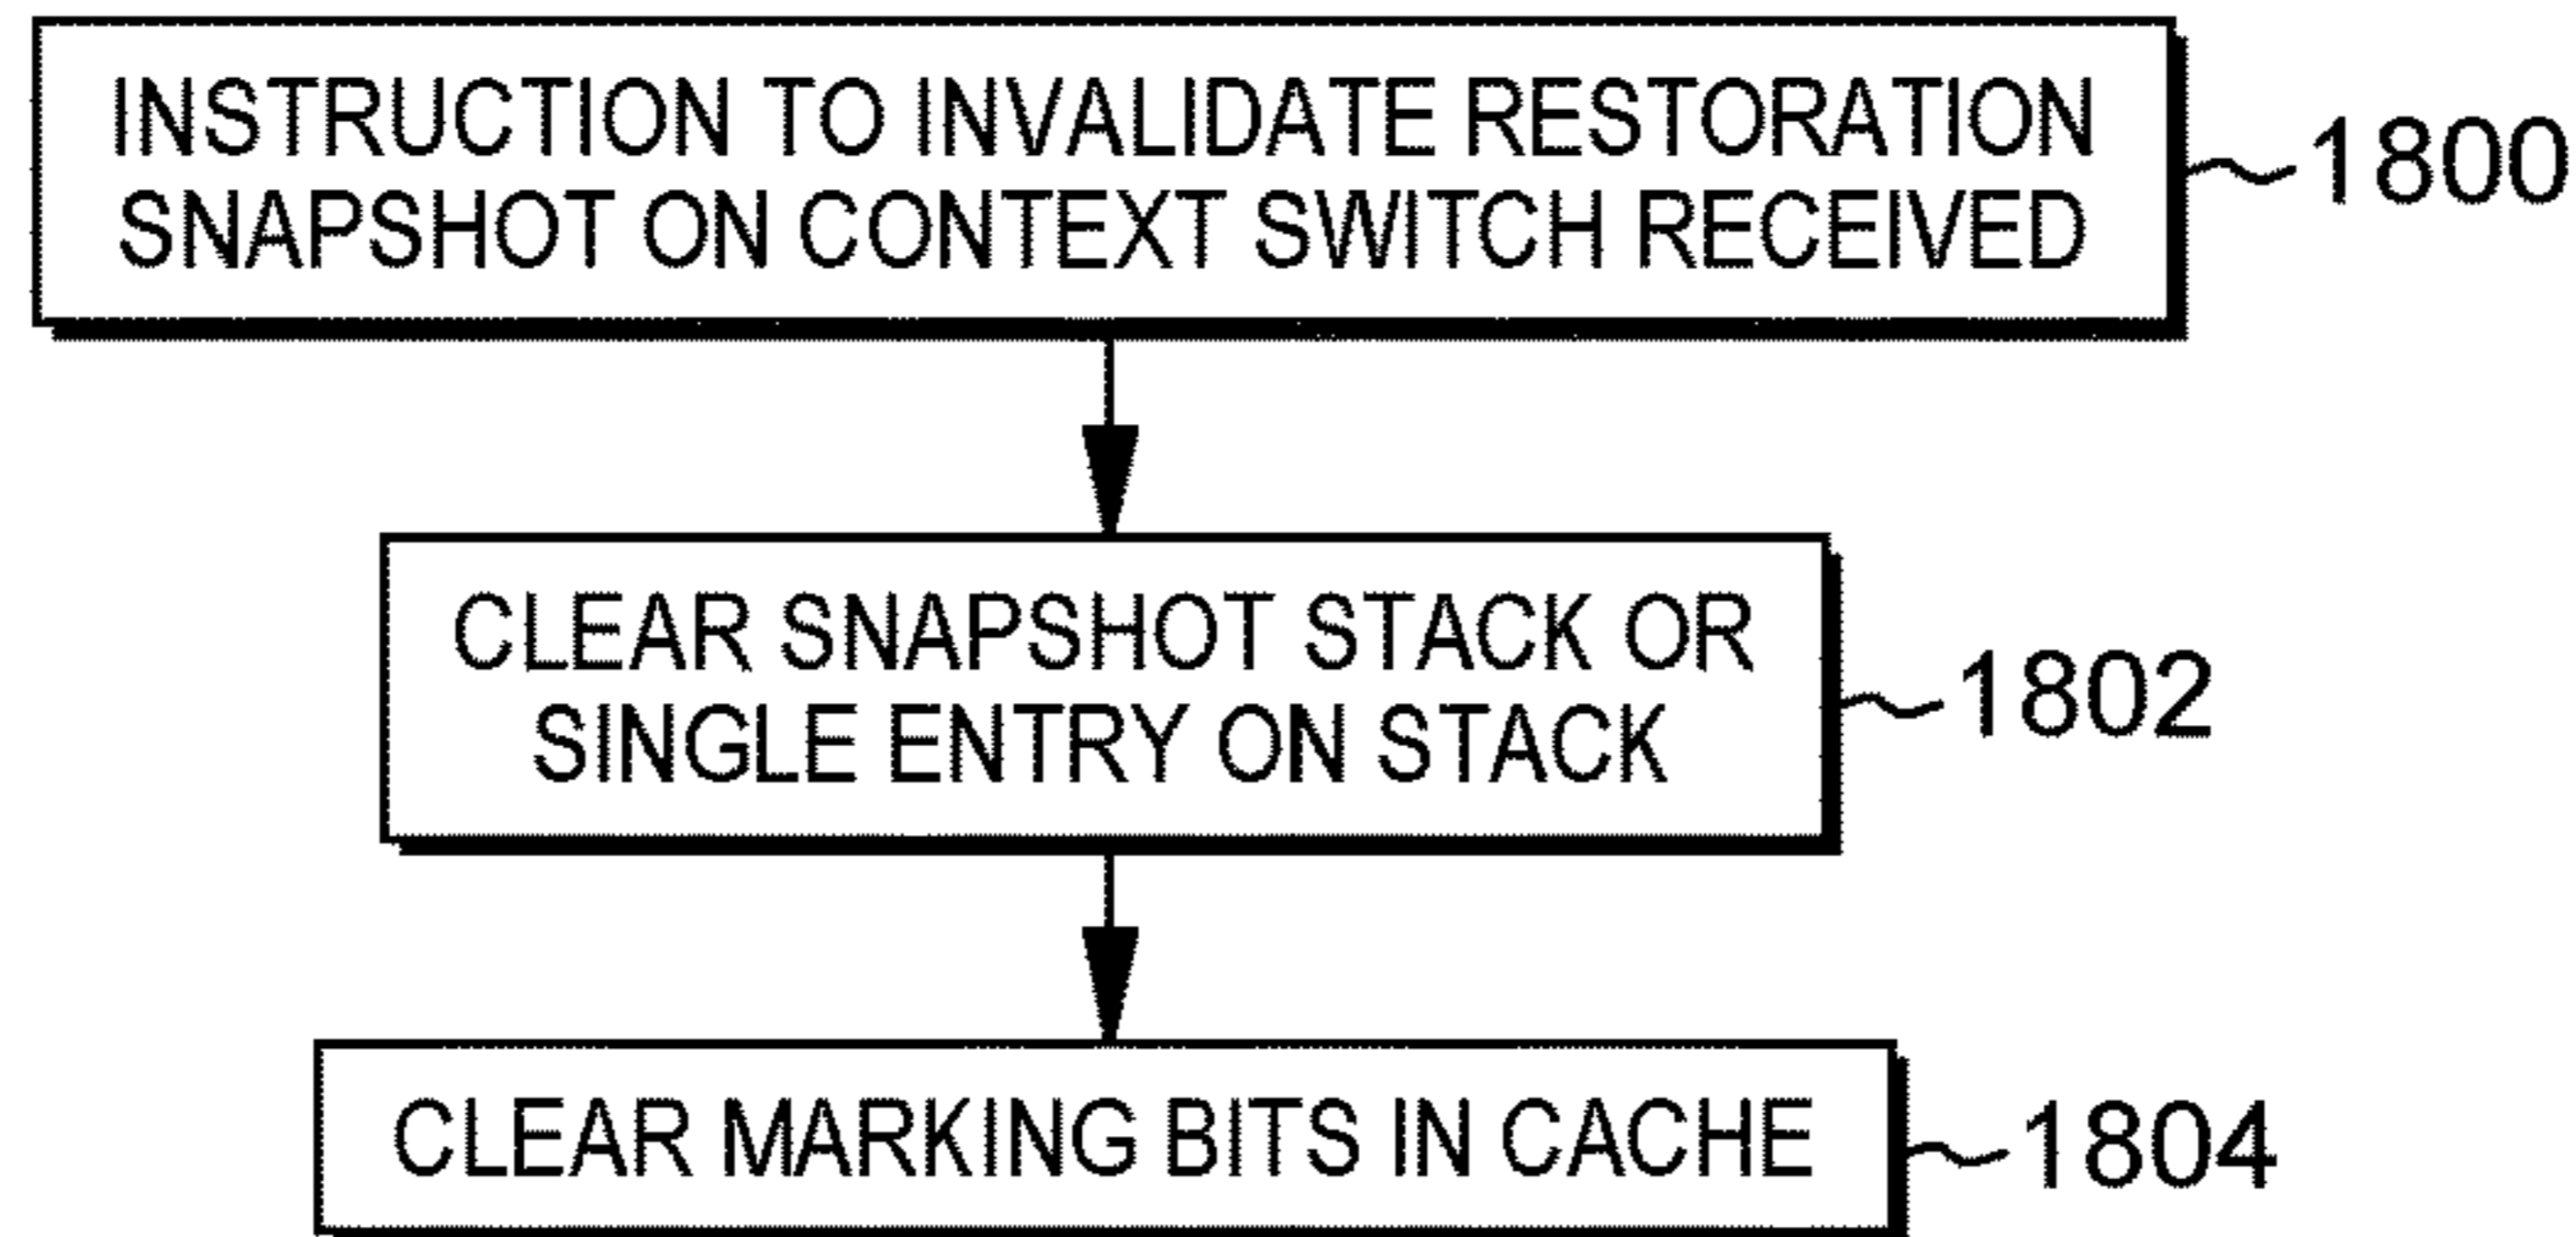 INSTRUCTION TO INVALIDATE RESTORATION
SNAPSHOT ON CONTEXT SWITCH RECEIVED
1800
CLEAR SNAPSHOT STACK OR
SINGLE ENTRY ON STACK
1802
CLEAR MARKING BITS IN CACHE
1804